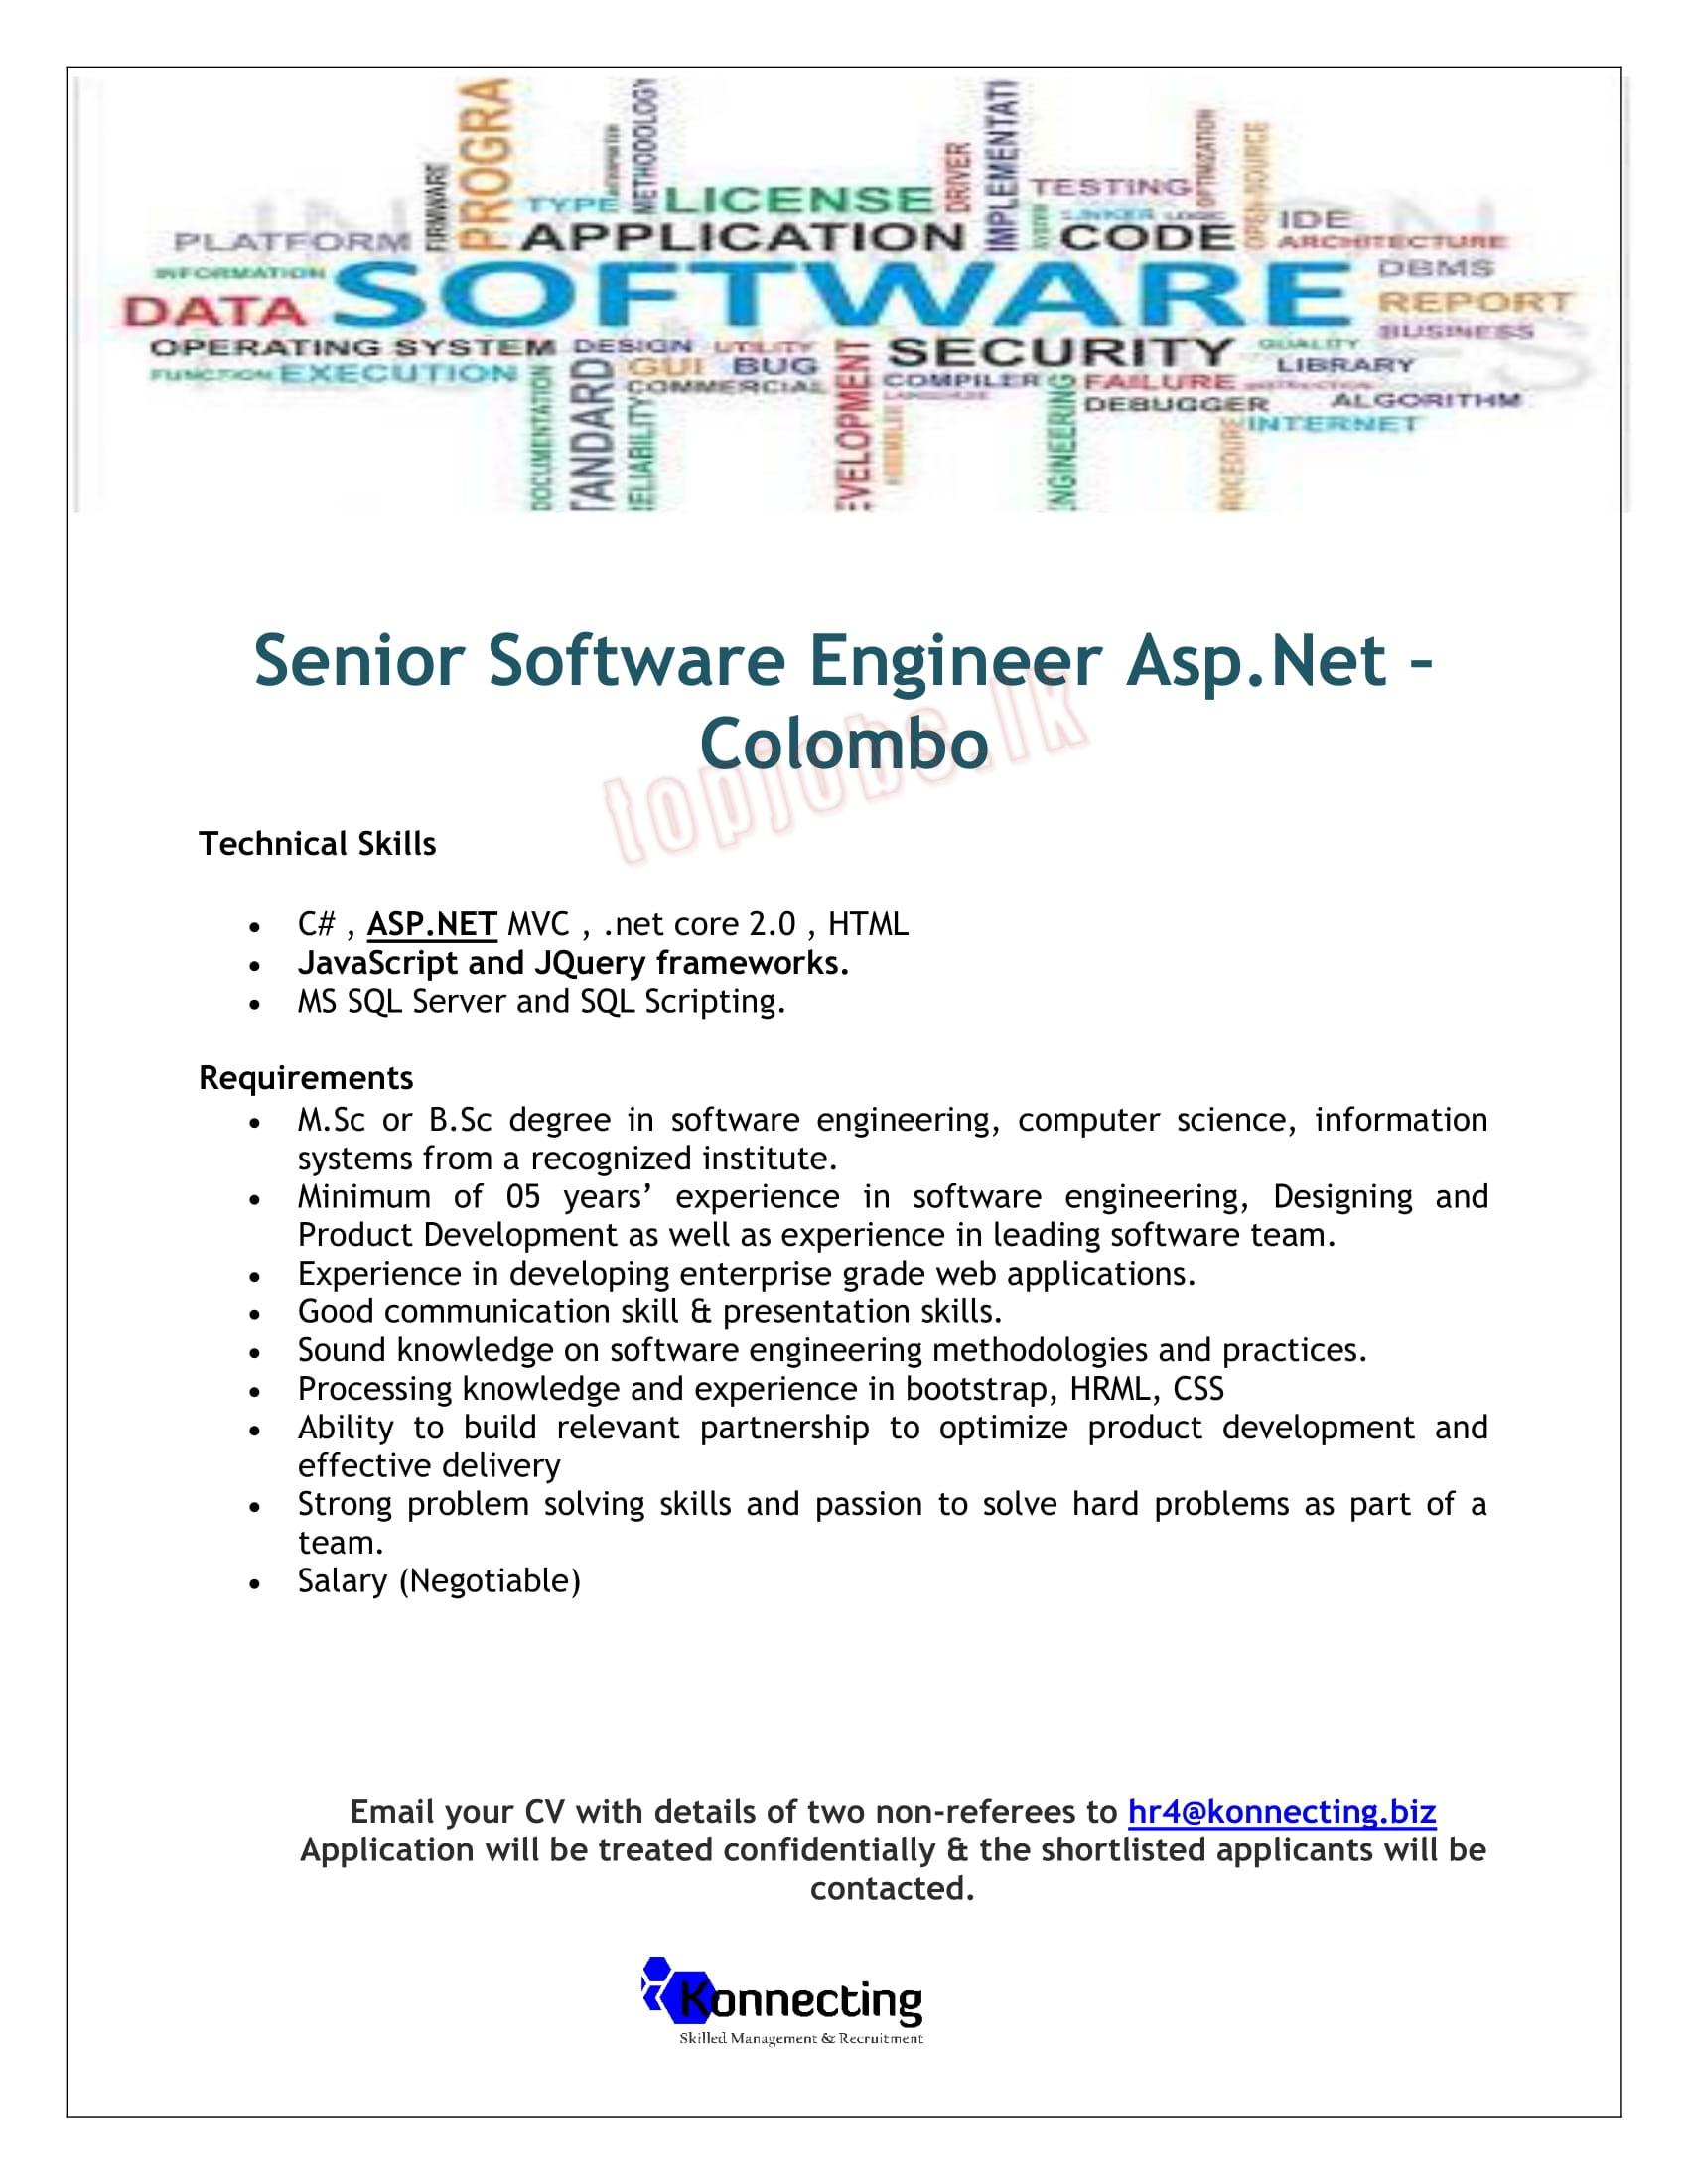 FIRMWARE
PROGRA
METHODOLOGY
DRIVER
IMPLEMENTATI
OPTIMIZATION
OPEN-SOURCE
TYPE
LICENSE
TESTING
PLATFORM
APPLICATION
LINKER
LOGIC
CODE
IDE
ARCHITECTURE
INFORMATION
DATA
SOFTWARE
DBMS
REPORT
BUSINESS
OPERATING SYSTEM
DESIGN
UTILITY
SECURITY
QUALITY
LIBRARY
FUNCTION
EXECUTION
GUI
BUG
COMMERCIAL
COMPILER
FAILURE
LANGUAGE
DEBUGGER
ALGORITHM
INTERNET
DOCUMENTATION
TANDARD
ELIABILITY
EVELOPMENT
NGINEERING
ROCEDURE
Senior Software Engineer Asp.Net –
Colombo
topjobs.lk
Technical Skills
• C# , ASP.NET MVC , .net core 2.0 , HTML
• JavaScript and JQuery frameworks.
• MS SQL Server and SQL Scripting.
Requirements
• M.Sc or B.Sc degree in software engineering, computer science, information
systems from a recognized institute.
• Minimum of 05 years’ experience in software engineering, Designing and
Product Development as well as experience in leading software team.
• Experience in developing enterprise grade web applications.
• Good communication skill & presentation skills.
• Sound knowledge on software engineering methodologies and practices.
• Processing knowledge and experience in bootstrap, HRML, CSS
• Ability to build relevant partnership to optimize product development and
effective delivery
• Strong problem solving skills and passion to solve hard problems as part of a
team.
• Salary (Negotiable)
Email your CV with details of two non-referees to hr4@konnecting.biz
Application will be treated confidentially & the shortlisted applicants will be
contacted.
Konnecting
Skilled Management & Recruitment